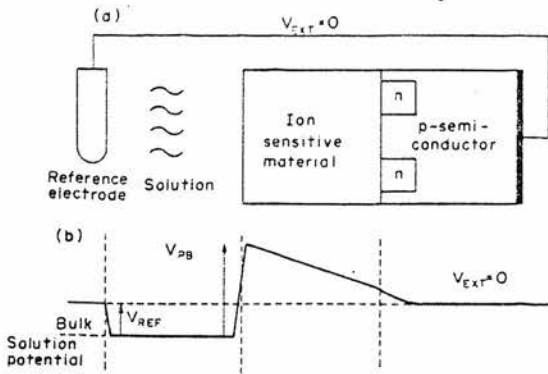 (a)
V_EXT=0
n
n
Ion
sensitive
material
p-semi-
conductor
Reference
electrode
Solution
(b)
V_PB
V_EXT=0
V_REF
Bulk
Solution
potential